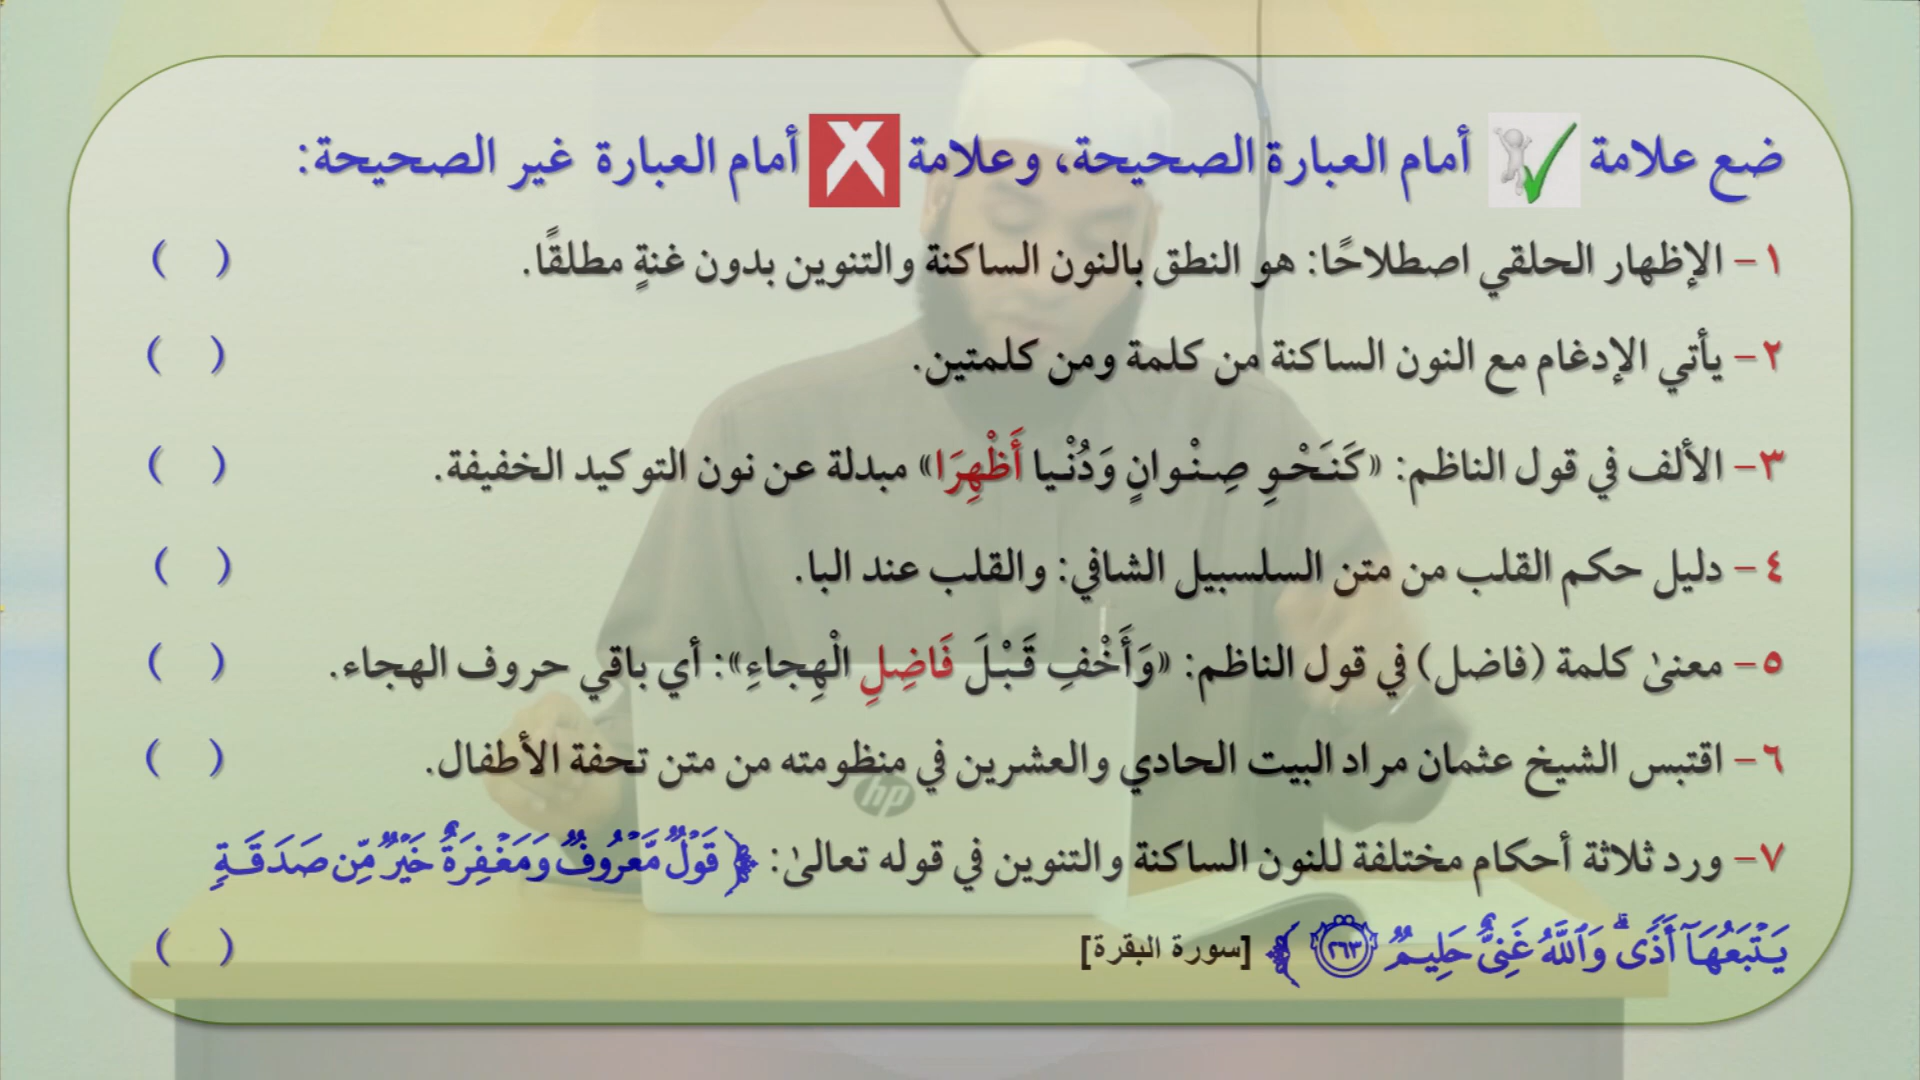 ضع علامة أمام العبارة الصحيحة، وعلامة X أمام العبارة غير الصحيحة:
١- الإظهار الحلقي اصطلاحًا: هو النطق بالنون الساكنة والتنوين بدون غنةٍ مطلقًا. ( )
٢- يأتي الإدغام مع النون الساكنة من كلمة ومن كلمتين. ( )
٣- الألف في قول الناظم: «كَنَحْوِ صِنْوانٍ وَدُنْيا أَظْهِرَا» مبدلة عن نون التوكيد الخفيفة. ( )
٤- دليل حكم القلب من متن السلسبيل الشافي: والقلب عند البا. ( )
٥- معنىٰ كلمة (فاضل) في قول الناظم: «وَأَخْفِ قَبْلَ فَاضِلِ الْهِجاءِ»: أي باقي حروف الهجاء. ( )
٦- اقتبس الشيخ عثمان مراد البيت الحادي والعشرين في منظومته من متن تحفة الأطفال. ( )
٧- ورد ثلاثة أحكام مختلفة للنون الساكنة والتنوين في قوله تعالىٰ: ﴿ قَوۡلٞ مَّعۡرُوفٞ وَمَغۡفِرَةٌ خَيۡرٞ مِّن صَدَقَةٖ
يَتۡبَعُهَآ أَذٗىۗ وَٱللَّهُ غَنِيٌّ حَلِيمٞ ٢٦٣ ﴾ [سورة البقرة] ( )
hp